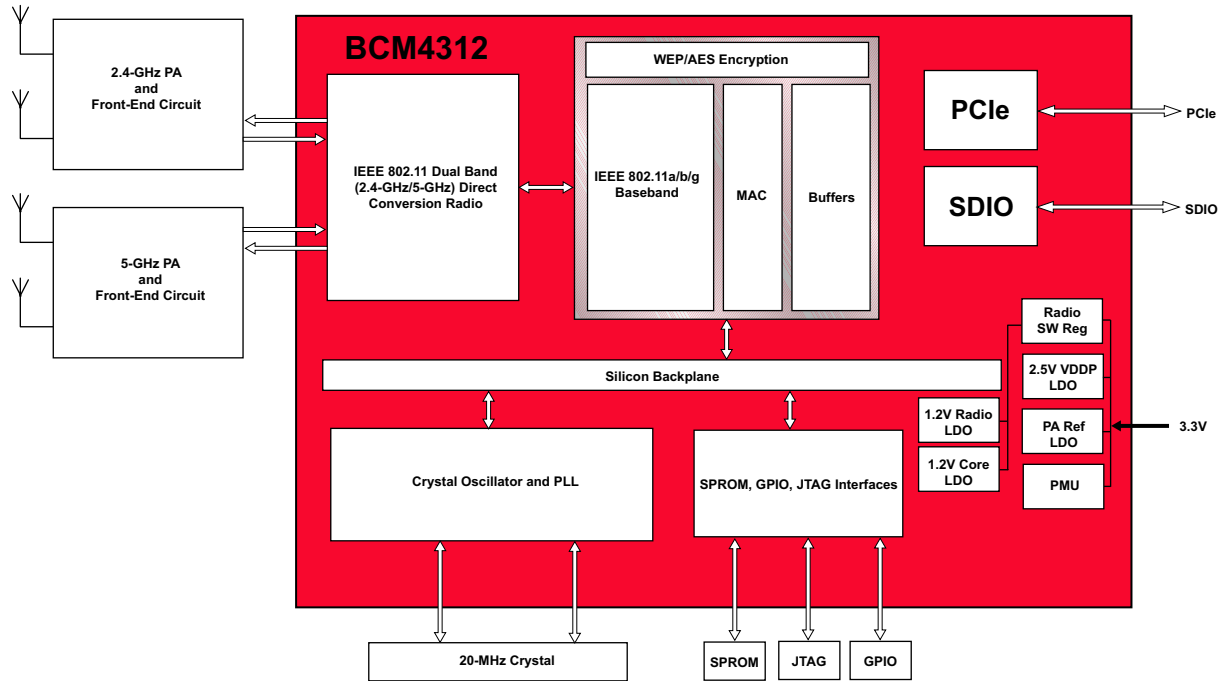 BCM4312
2.4-GHz PA
and
Front-End Circuit
5-GHz PA
and
Front-End Circuit
IEEE 802.11 Dual Band
(2.4-GHz/5-GHz) Direct
Conversion Radio
WEP/AES Encryption
IEEE 802.11a/b/g
Baseband
MAC
Buffers
PCIe
PCIe
SDIO
SDIO
Silicon Backplane
Radio
SW Reg
2.5V VDDP
LDO
1.2V Radio
LDO
PA Ref
LDO
3.3V
1.2V Core
LDO
PMU
Crystal Oscillator and PLL
SPROM, GPIO, JTAG Interfaces
20-MHz Crystal
SPROM
JTAG
GPIO